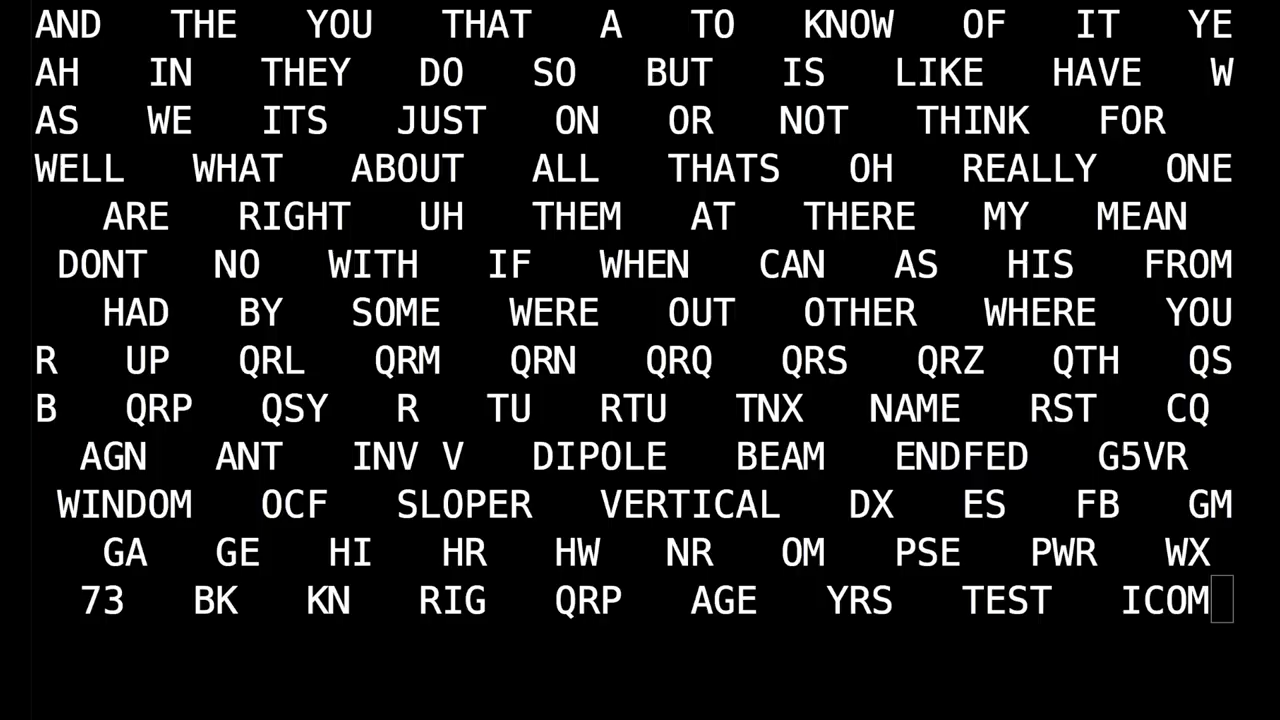 AND   THE   YOU   THAT   A   TO   KNOW   OF   IT   YE
AH   IN   THEY   DO   SO   BUT   IS   LIKE   HAVE   W
AS   WE   ITS   JUST   ON   OR   NOT   THINK   FOR
WELL   WHAT   ABOUT   ALL   THATS   OH   REALLY   ONE
ARE   RIGHT   UH   THEM   AT   THERE   MY   MEAN
DONT   NO   WITH   IF   WHEN   CAN   AS   HIS   FROM
HAD   BY   SOME   WERE   OUT   OTHER   WHERE   YOU
R   UP   QRL   QRM   QRN   QRQ   QRS   QRZ   QTH   QS
B   QRP   QSY   R   TU   RTU   TNX   NAME   RST   CQ
AGN   ANT   INV V   DIPOLE   BEAM   ENDFED   G5VR
WINDOM   OCF   SLOPER   VERTICAL   DX   ES   FB   GM
GA   GE   HI   HR   HW   NR   OM   PSE   PWR   WX
73   BK   KN   RIG   QRP   AGE   YRS   TEST   ICOM